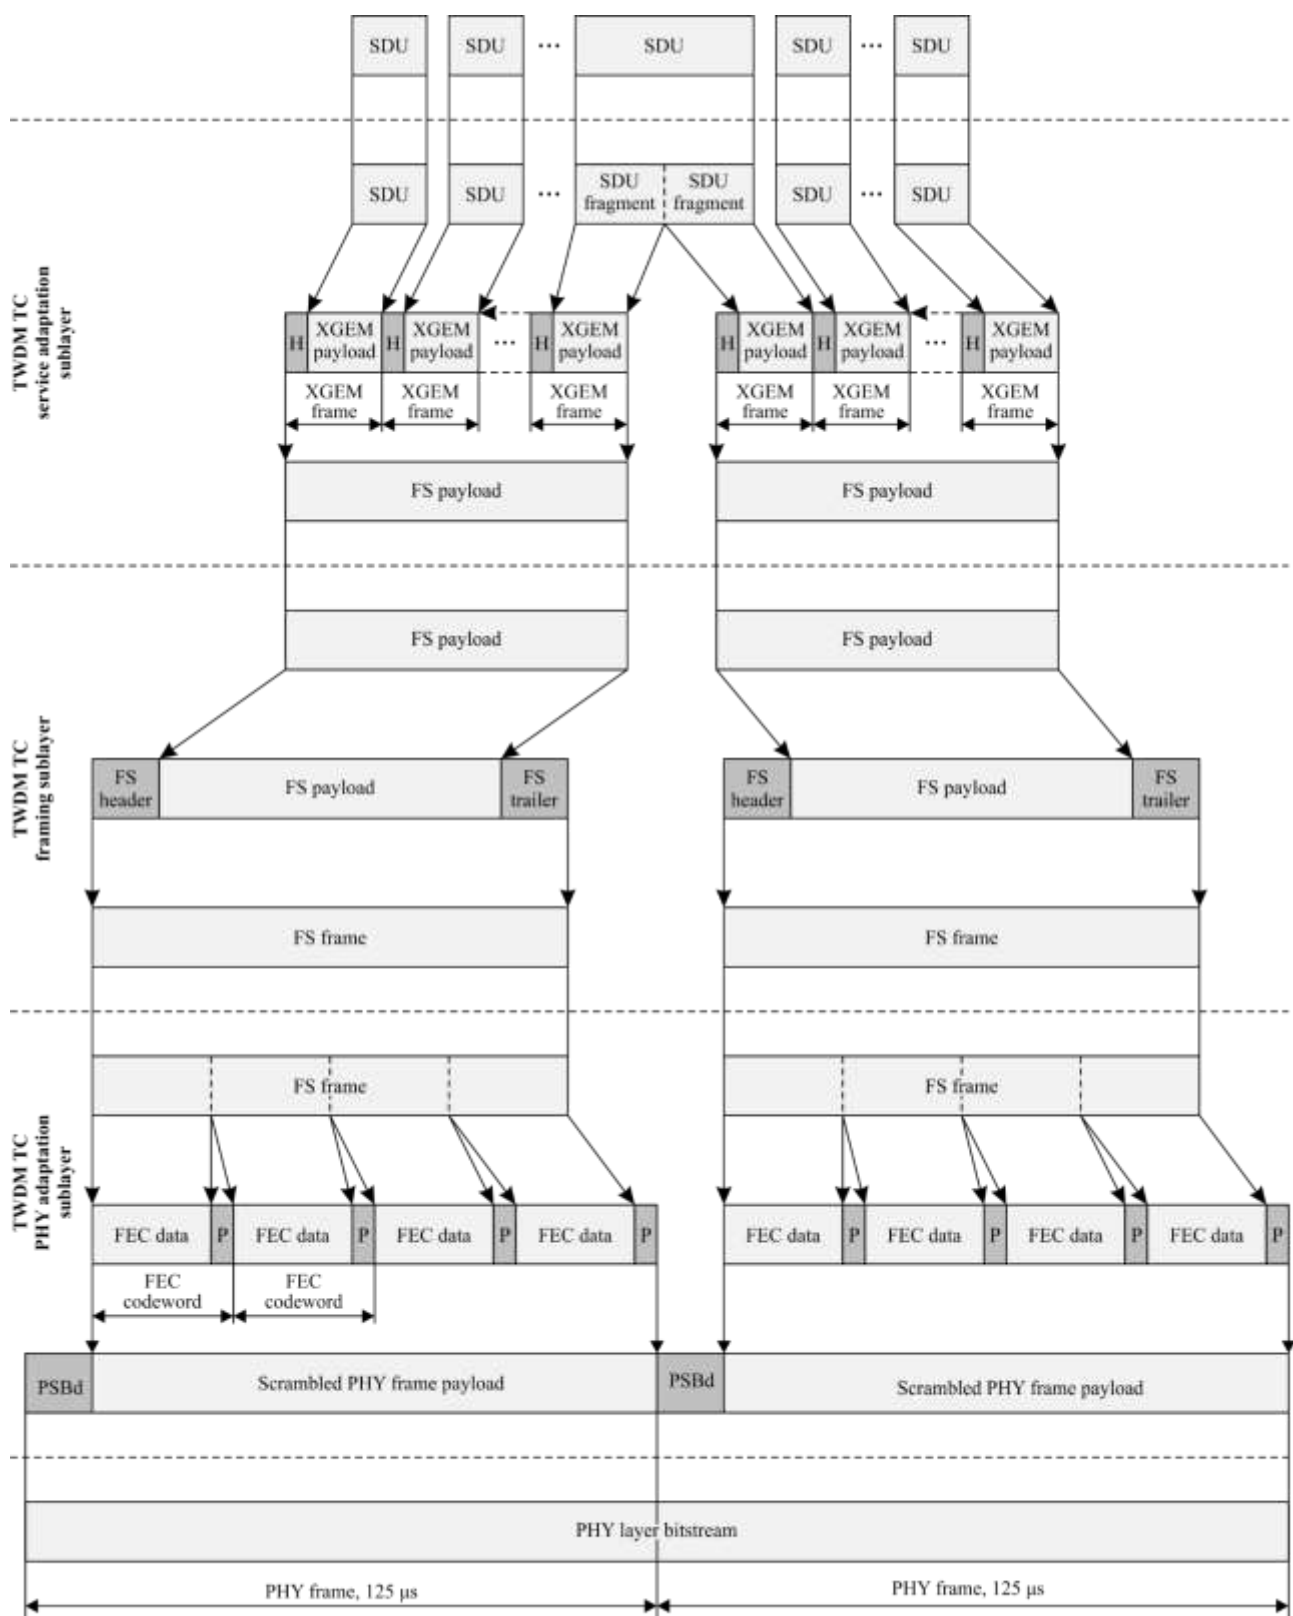 SDU SDU ... SDU SDU ... SDU
SDU SDU ... SDU SDU ... SDU
fragment fragment
SDU SDU
TWDM TC
service adaptation
sublayer
H XGEM H XGEM ... H XGEM H XGEM H XGEM ... H XGEM
payload payload payload payload payload payload
XGEM XGEM XGEM XGEM XGEM XGEM
frame frame frame frame frame frame
FS payload FS payload
FS payload FS payload
TWDM TC
framing sublayer
FS FS payload FS FS FS payload FS
header trailer header trailer
FS frame FS frame
FS frame FS frame
TWDM TC
PHY adaptation
sublayer
FEC data P FEC data P FEC data P FEC data P FEC data P FEC data P FEC data P FEC data P
FEC FEC
codeword codeword
PSBd Scrambled PHY frame payload PSBd Scrambled PHY frame payload
PHY layer bitstream
PHY frame, 125 μs PHY frame, 125 μs